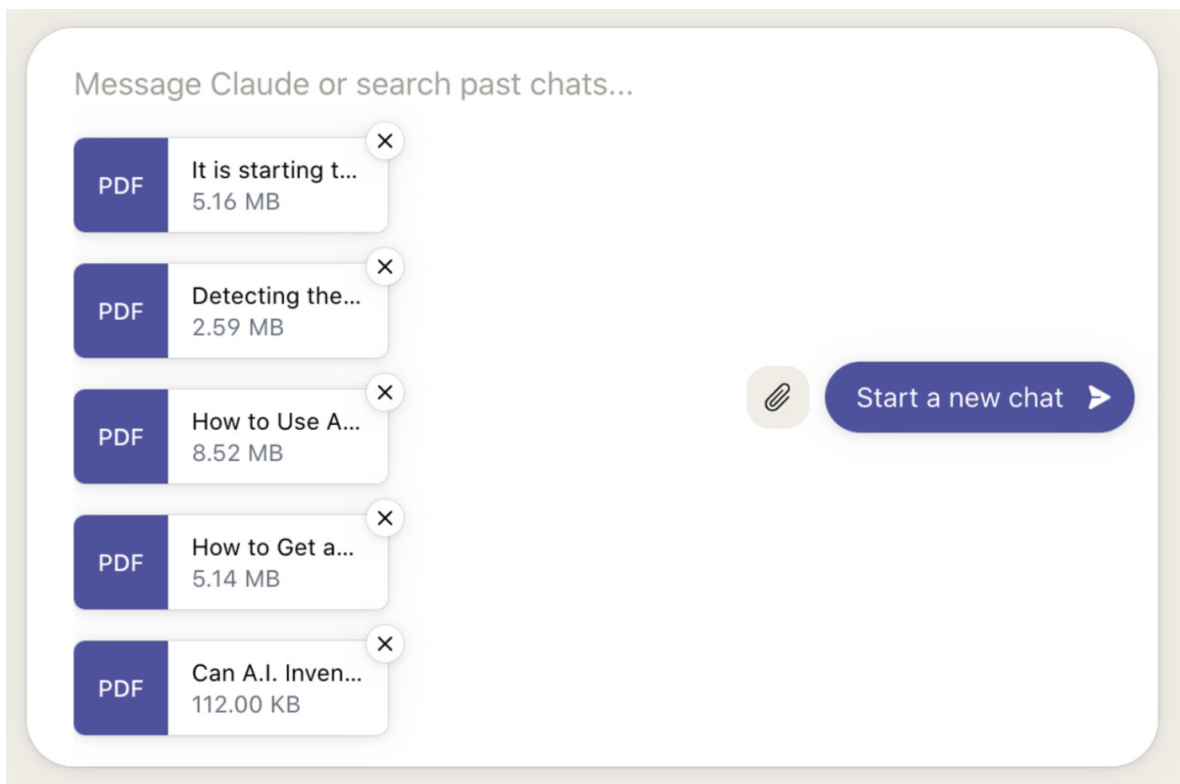 Message Claude or search past chats...
PDF
It is starting t...
5.16 MB
PDF
Detecting the...
2.59 MB
PDF
How to Use A...
8.52 MB
PDF
How to Get a...
5.14 MB
PDF
Can A.I. Inven...
112.00 KB
Start a new chat